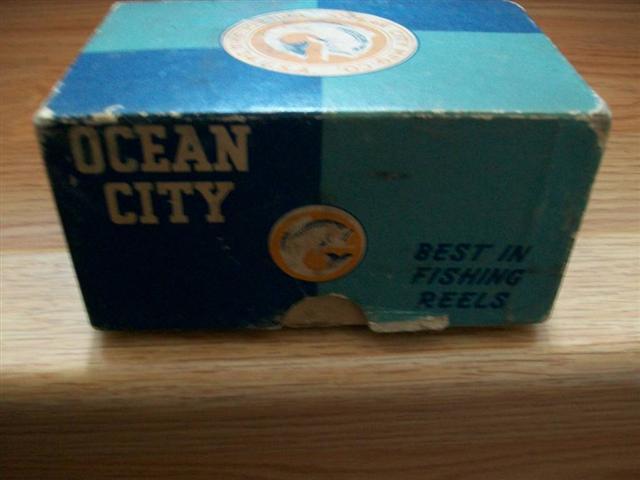 OCEAN
CITY
BEST IN
FISHING
REELS